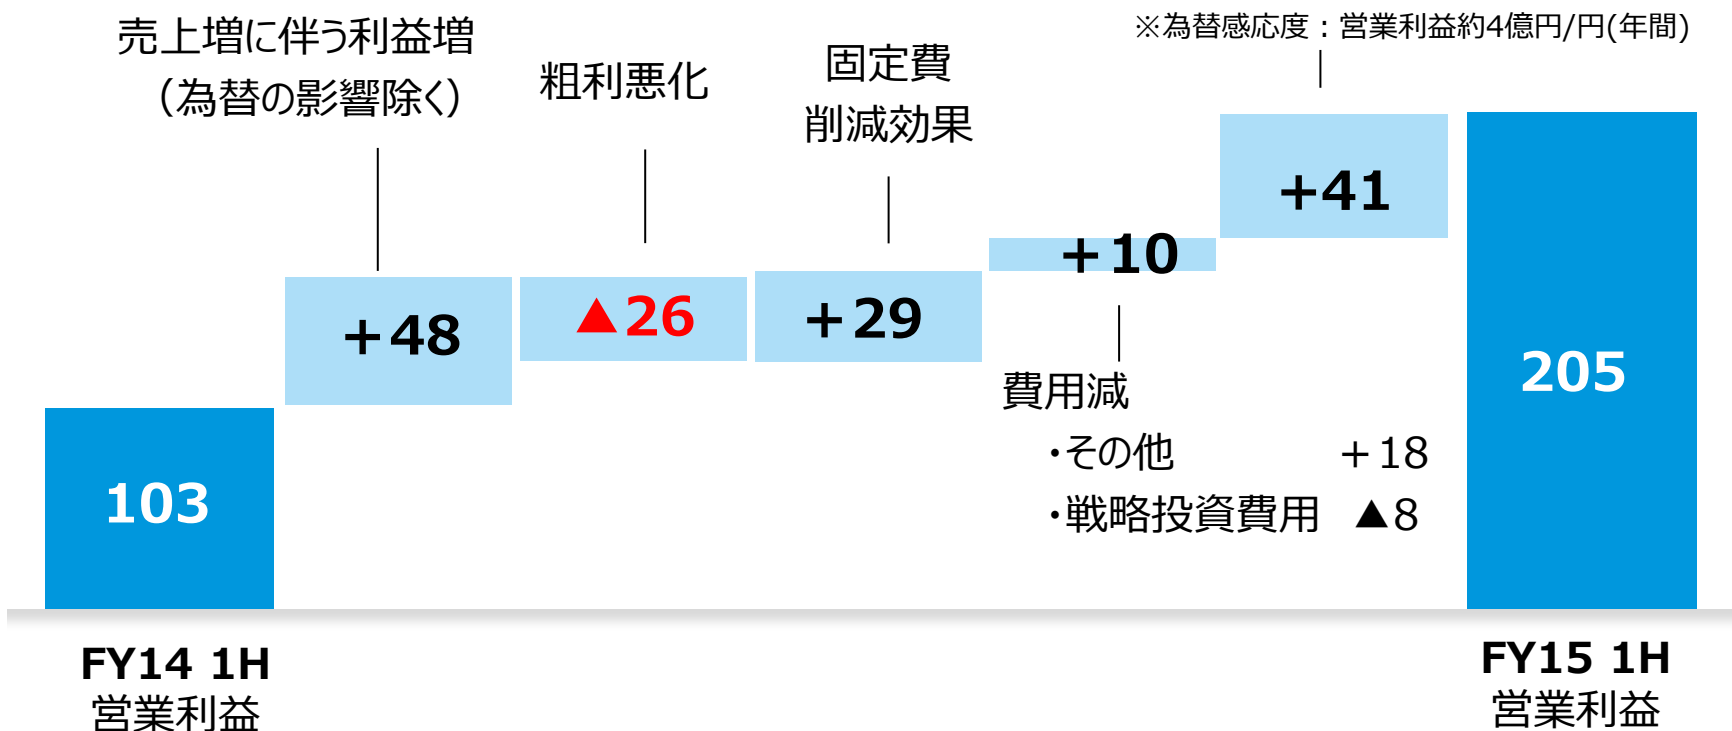 売上増に伴う利益増
（為替の影響除く）
粗利悪化
固定費
削減効果
※為替感応度：営業利益約4億円/円(年間)
103
+48
▲26
+29
+10
+41
205
費用減
・その他 +18
・戦略投資費用 ▲8
FY14 1H
営業利益
FY15 1H
営業利益